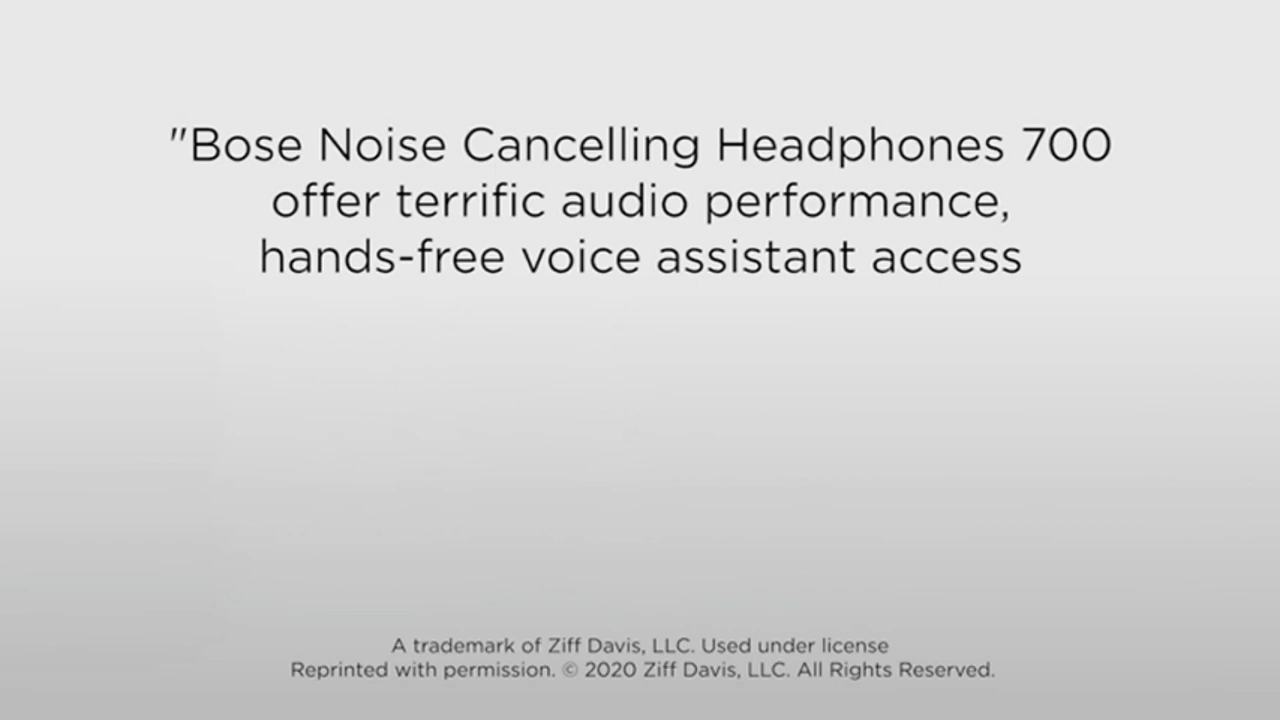 "Bose Noise Cancelling Headphones 700
offer terrific audio performance,
hands-free voice assistant access
A trademark of Ziff Davis, LLC. Used under license
Reprinted with permission. © 2020 Ziff Davis, LLC. All Rights Reserved.